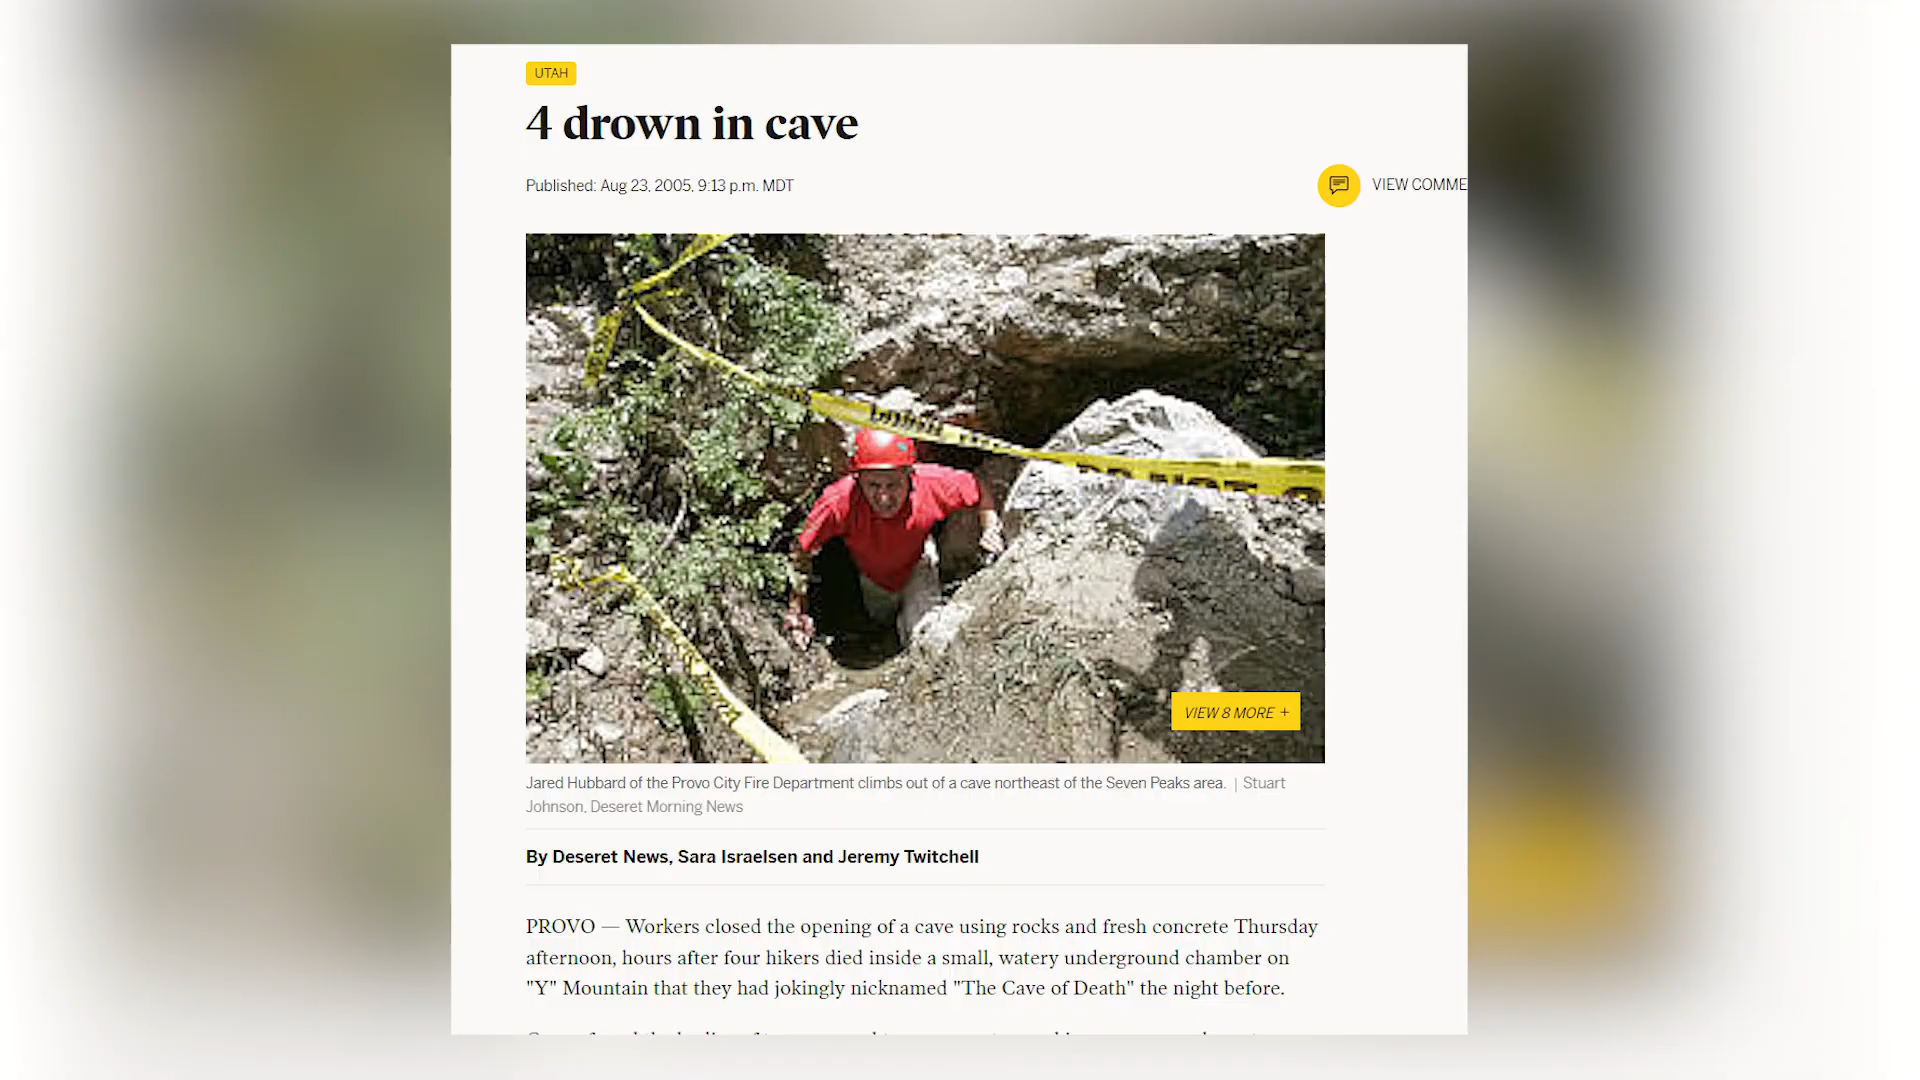 UTAH
4 drown in cave
Published: Aug 23, 2005, 9:13 p.m. MDT
VIEW COMME
VIEW 8 MORE +
Jared Hubbard of the Provo City Fire Department climbs out of a cave northeast of the Seven Peaks area. | Stuart
Johnson, Deseret Morning News
By Deseret News, Sara Israelsen and Jeremy Twitchell
PROVO — Workers closed the opening of a cave using rocks and fresh concrete Thursday
afternoon, hours after four hikers died inside a small, watery underground chamber on
"Y" Mountain that they had jokingly nicknamed "The Cave of Death" the night before.